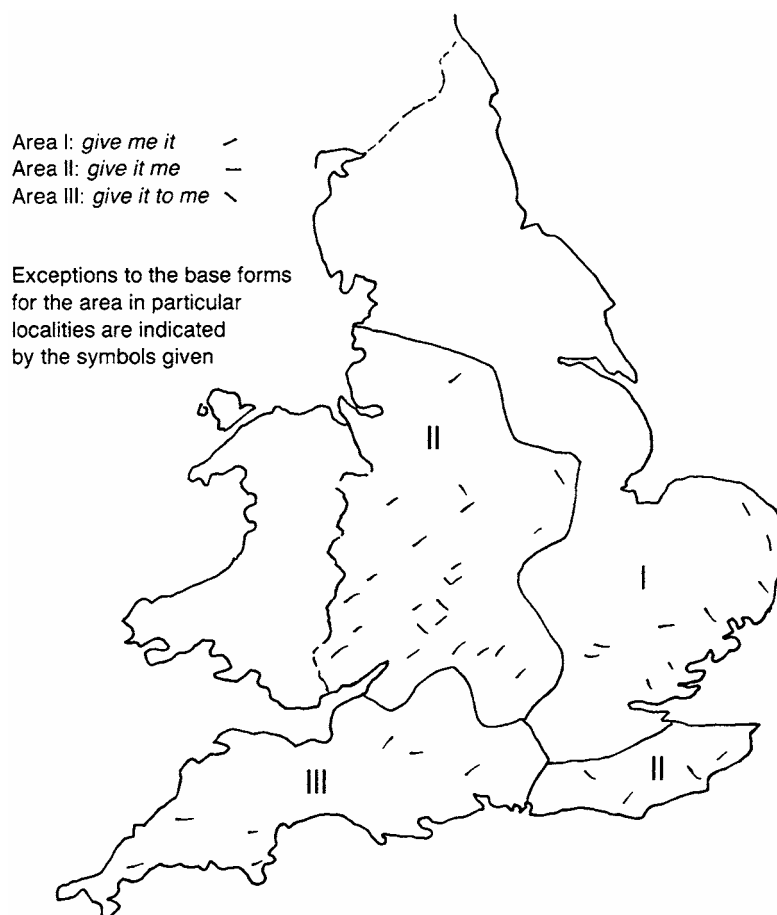 Area I: give me it
Area II: give it me
Area III: give it to me
Exceptions to the base forms
for the area in particular
localities are indicated
by the symbols given
II
I
II
III